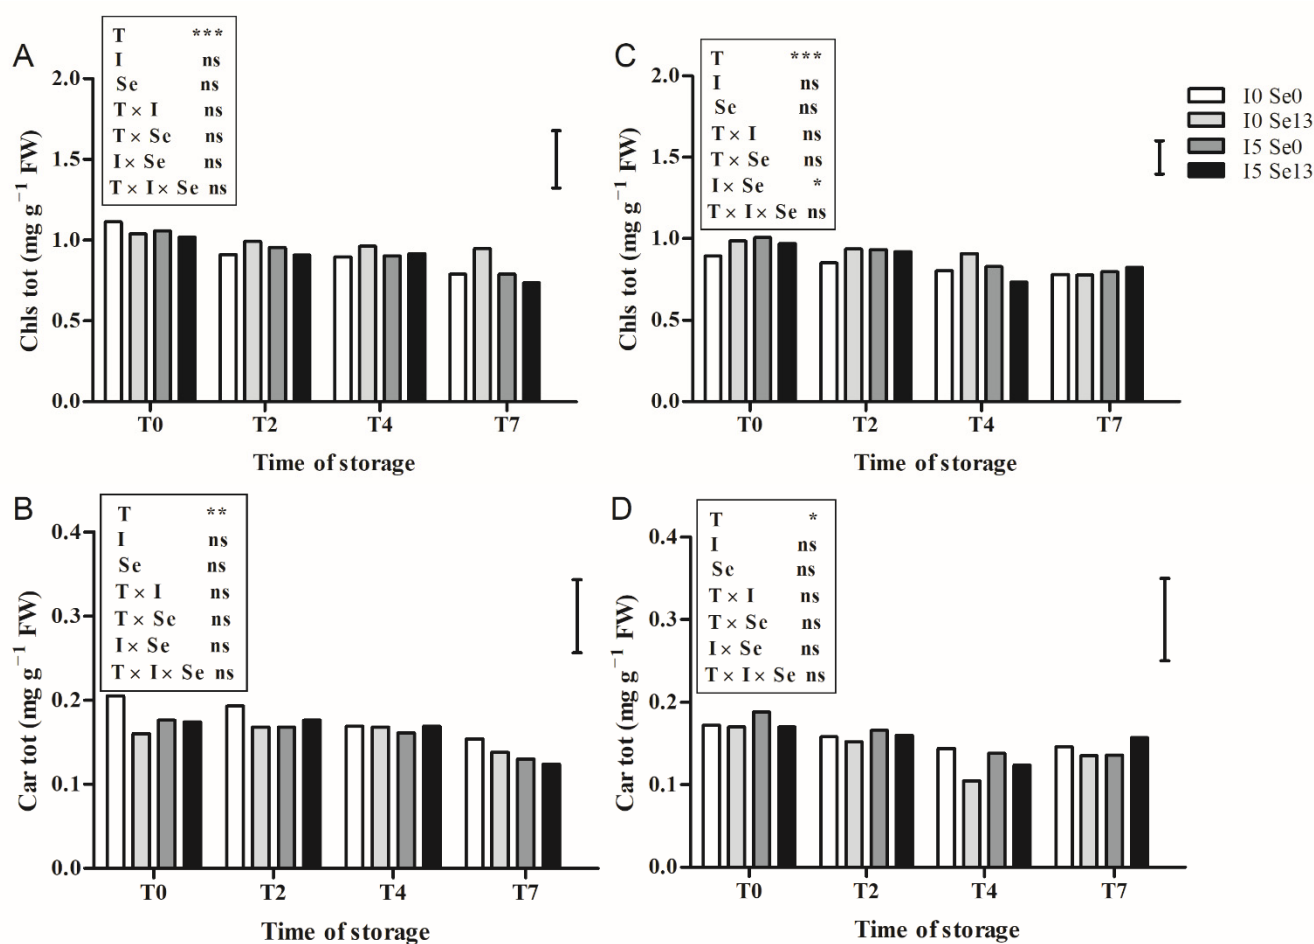 A
T ***
I ns
Se ns
T × I ns
T × Se ns
I × Se ns
T × I × Se ns
2.0
1.5
1.0
0.5
0.0
Chls tot (mg g⁻¹ FW)
T0 T2 T4 T7
Time of storage
C
T ***
I ns
Se ns
T × I ns
T × Se ns
I × Se *
T × I × Se ns
2.0
1.5
1.0
0.5
0.0
Chls tot (mg g⁻¹ FW)
T0 T2 T4 T7
Time of storage
I0 Se0
I0 Se13
I5 Se0
I5 Se13
B
T **
I ns
Se ns
T × I ns
T × Se ns
I × Se ns
T × I × Se ns
0.4
0.3
0.2
0.1
0.0
Car tot (mg g⁻¹ FW)
T0 T2 T4 T7
Time of storage
D
T *
I ns
Se ns
T × I ns
T × Se ns
I × Se ns
T × I × Se ns
0.4
0.3
0.2
0.1
0.0
Car tot (mg g⁻¹ FW)
T0 T2 T4 T7
Time of storage